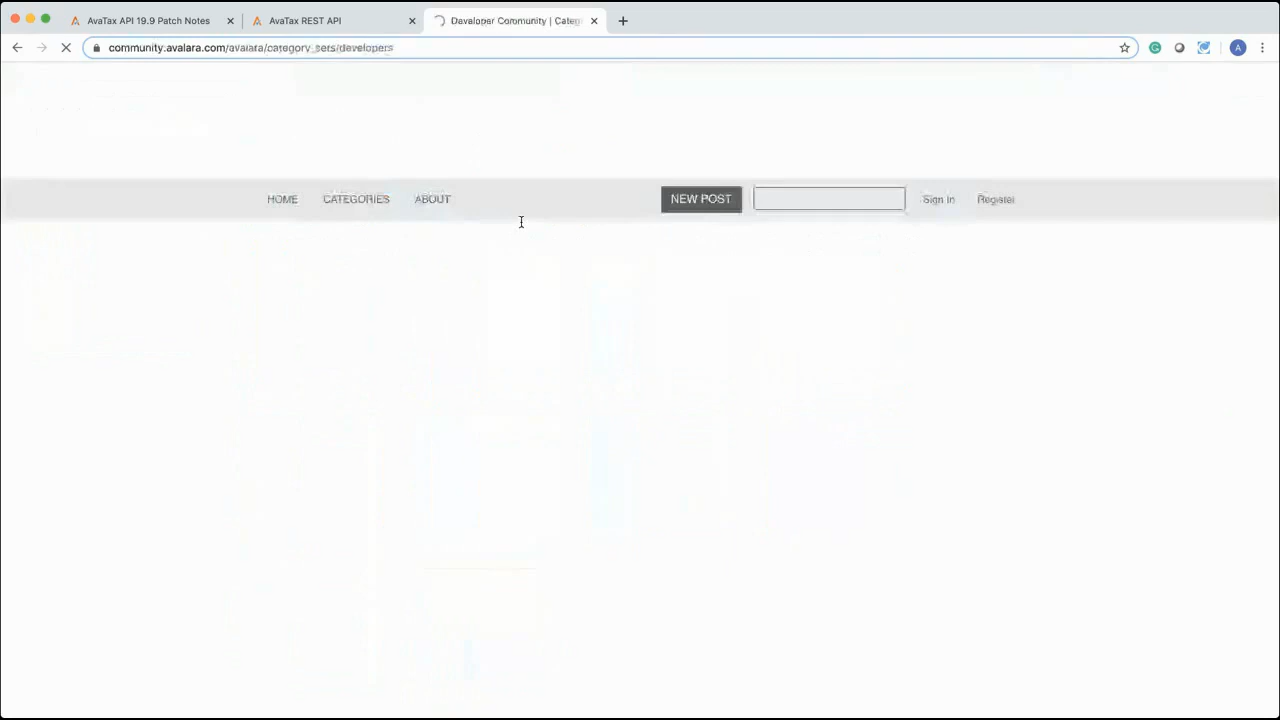 AvaTax API 19.9 Patch Notes
AvaTax REST API
Developer Community | Categ
community.avalara.com/avalara/category_sets/developers
A
HOME
CATEGORIES
ABOUT
NEW POST
Sign In
Register